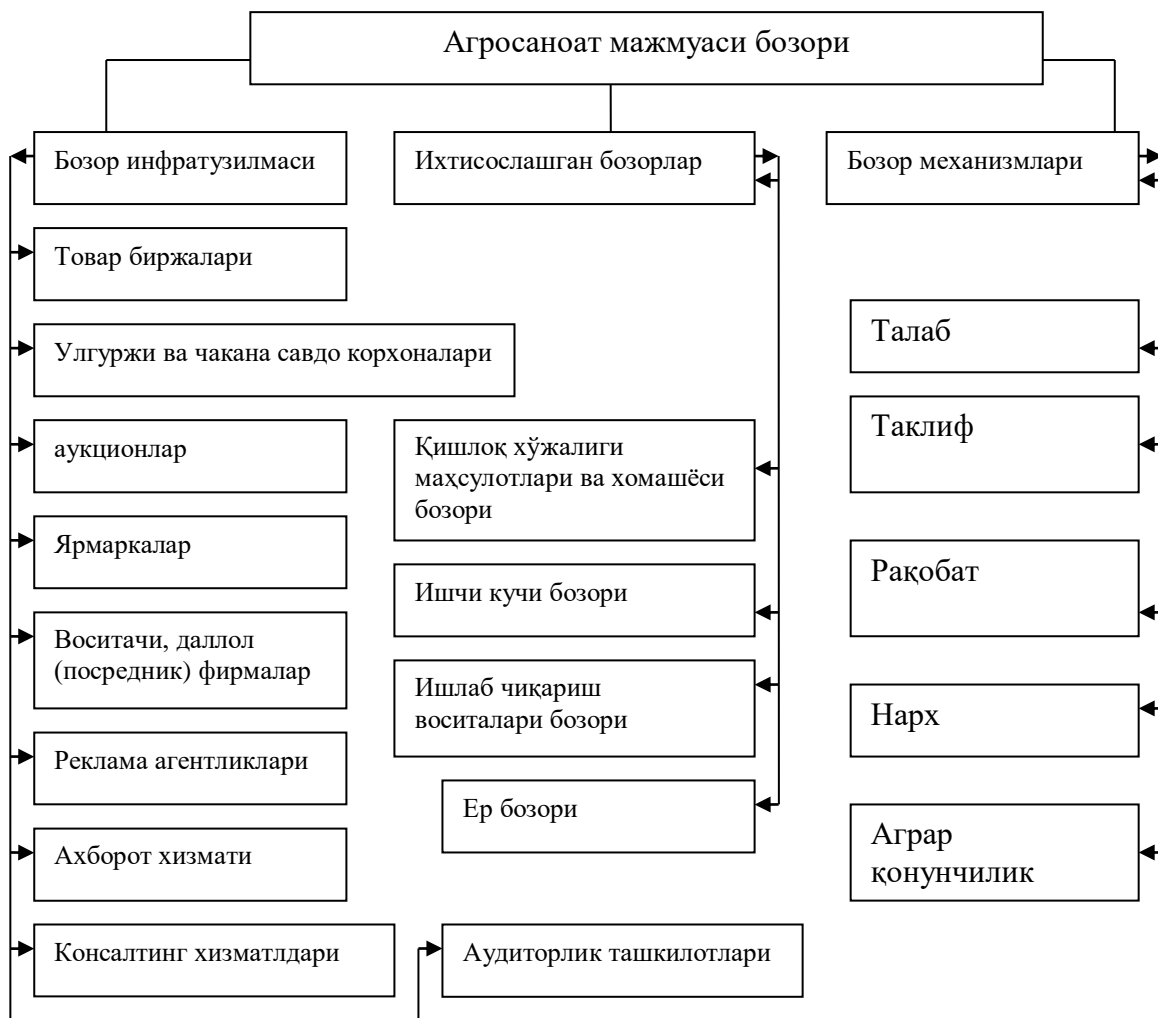 Агросаноат мажмуаси бозори
Бозор инфратузилмаси
Ихтисослашган бозорлар
Бозор механизмлари
Товар биржалари
Улгуржи ва чакана савдо корхоналари
аукционлар
Ярмаркалар
Воситачи, даллол
(посредник) фирмалар
Реклама агентликлари
Ахборот хизмати
Консалтинг хизматлдари
Аудиторлик ташкилотлари
Қишлоқ хўжалиги
маҳсулотлари ва хомашёси
бозори
Ишчи кучи бозори
Ишлаб чиқариш
воситалари бозори
Ер бозори
Талаб
Таклиф
Рақобат
Нарх
Аграр
қонунчилик